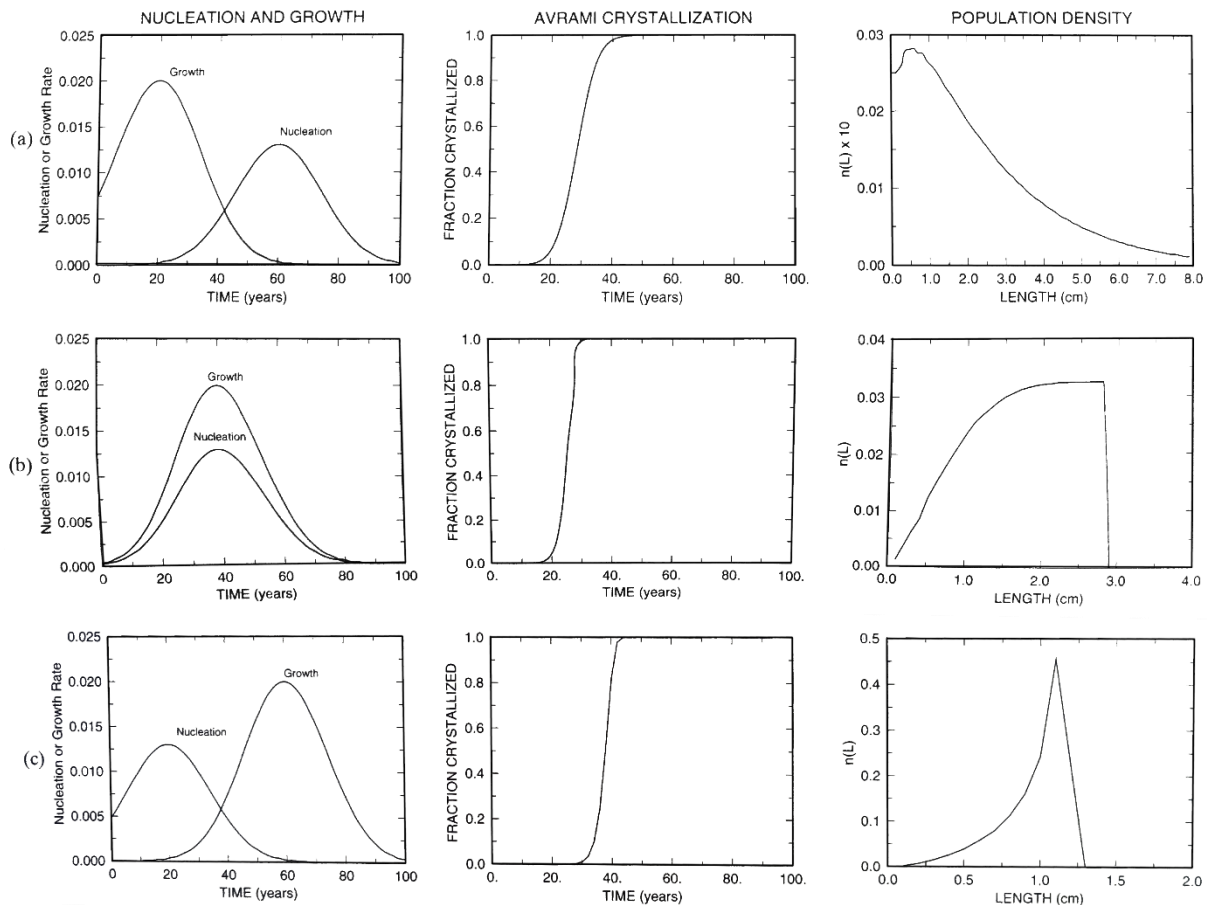 NUCLEATION AND GROWTH
AVRAMI CRYSTALLIZATION
POPULATION DENSITY
(a)
Nucleation or Growth Rate
0.025
0.020
0.015
0.010
0.005
0.000
Growth
Nucleation
0 20 40 60 80 100
TIME (years)
FRACTION CRYSTALLIZED
1.0
0.8
0.6
0.4
0.2
0.0
0. 20. 40. 60. 80. 100.
TIME (years)
n(L) x 10
0.03
0.02
0.01
0.00
0.0 1.0 2.0 3.0 4.0 5.0 6.0 7.0 8.0
LENGTH (cm)
(b)
Nucleation or Growth Rate
0.025
0.020
0.015
0.010
0.005
0.000
Growth
Nucleation
0 20 40 60 80 100
TIME (years)
FRACTION CRYSTALLIZED
1.0
0.8
0.6
0.4
0.2
0.0
0. 20. 40. 60. 80. 100.
TIME (years)
n(L)
0.04
0.03
0.02
0.01
0.00
0.0 1.0 2.0 3.0 4.0
LENGTH (cm)
(c)
Nucleation or Growth Rate
0.025
0.020
0.015
0.010
0.005
0.000
Nucleation
Growth
0 20 40 60 80 100
TIME (years)
FRACTION CRYSTALLIZED
1.0
0.8
0.6
0.4
0.2
0.0
0. 20. 40. 60. 80. 100.
TIME (years)
n(L)
0.5
0.4
0.3
0.2
0.1
0.0
0.5 1.0 1.5 2.0
LENGTH (cm)